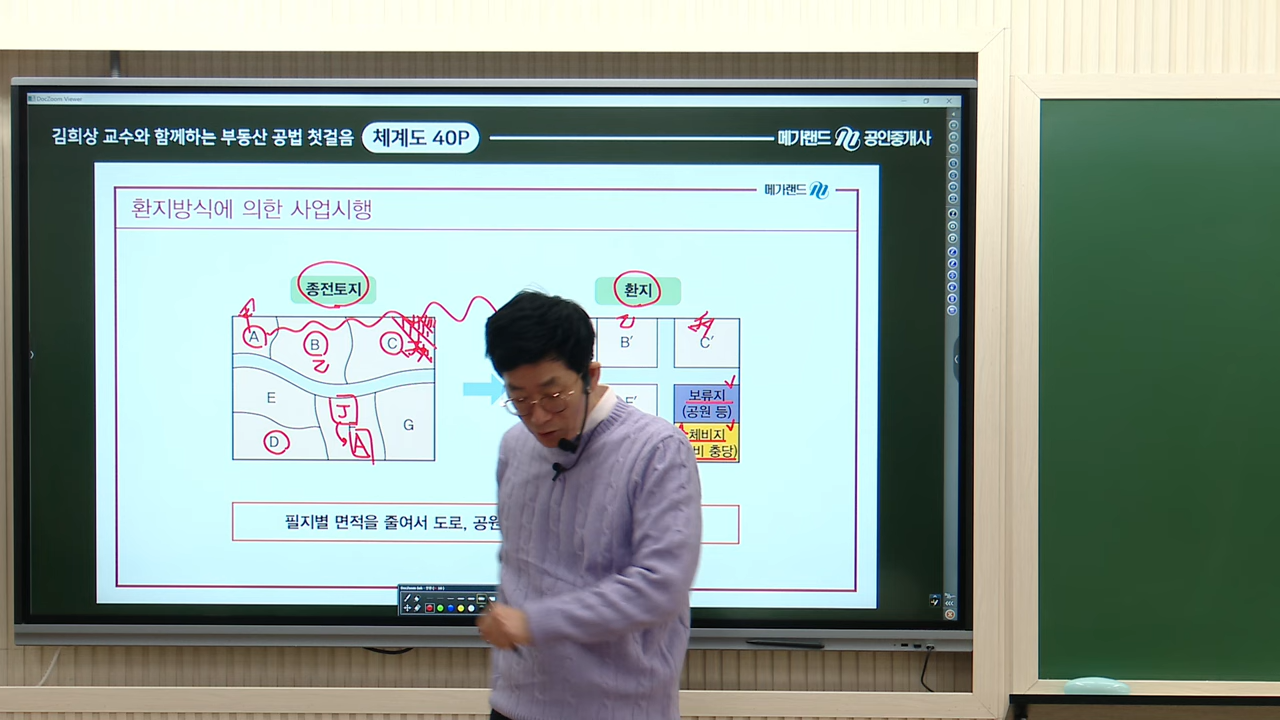 DocZoom Viewer
김희상 교수와 함께하는 부동산 공법 첫걸음 체계도 40P 메가랜드 공인중개사
메가랜드
환지방식에 의한 사업시행
종전토지 환지
A B C B′ C′
乙
乙
E
D G
J
A
보류지
(공원 등)
체비지
비 충당)
필지별 면적을 줄여서 도로, 공원